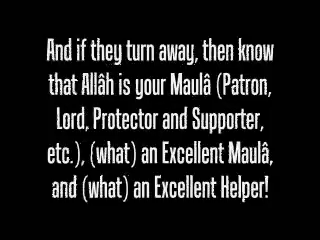 And if they turn away, then know
that Allâh is your Maulâ (Patron,
Lord, Protector and Supporter,
etc.), (what) an Excellent Maulâ,
and (what) an Excellent Helper!